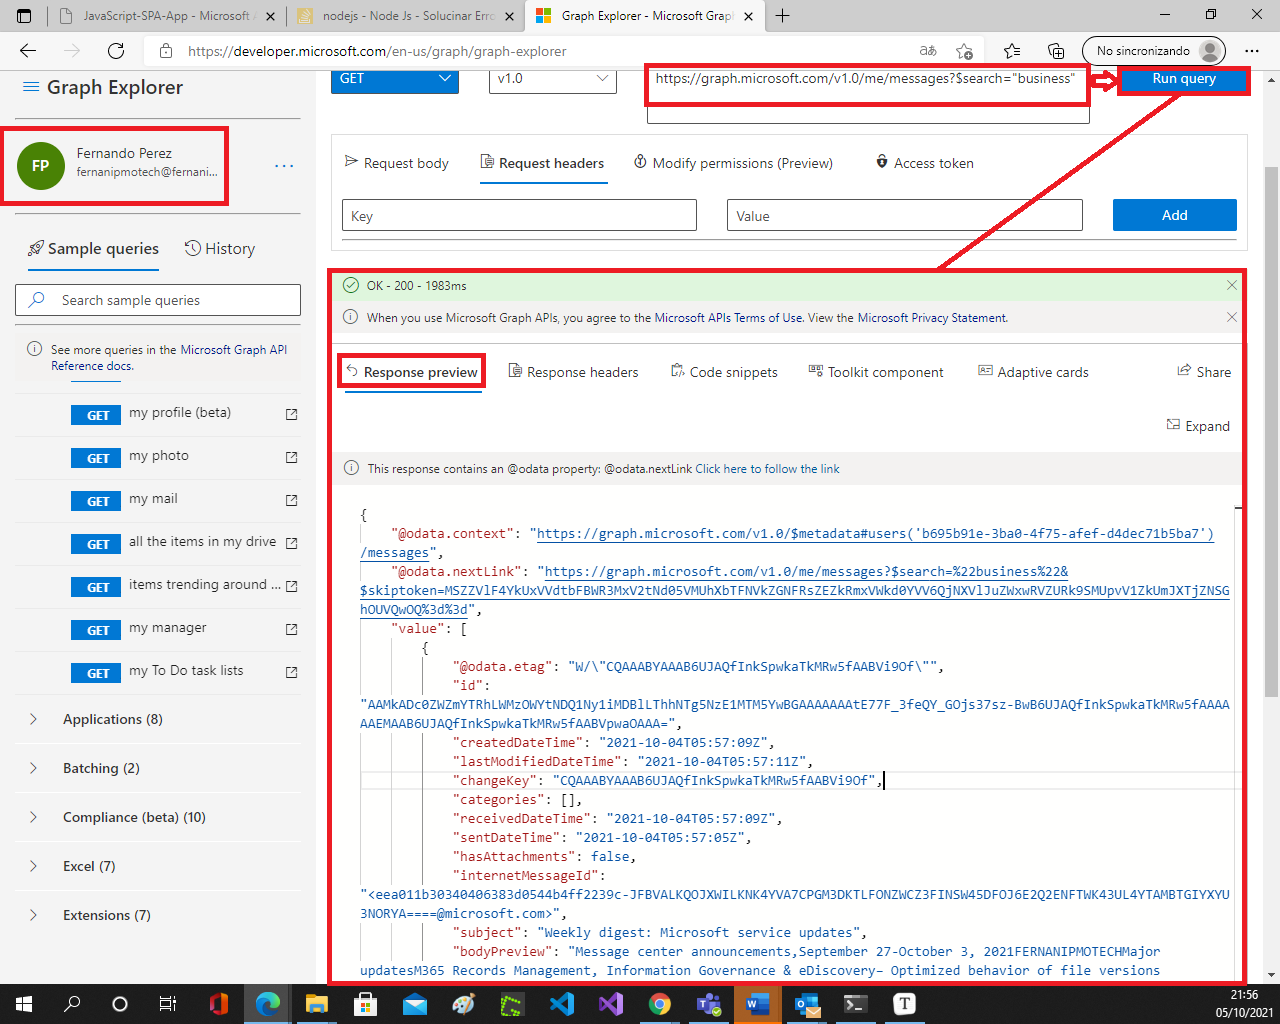 JavaScript-SPA-App - Microsoft A
nodejs - Node Js - Solucinar Erro
Graph Explorer - Microsoft Graph
https://developer.microsoft.com/en-us/graph/graph-explorer
No sincronizando
Graph Explorer
GET
v1.0
https://graph.microsoft.com/v1.0/me/messages?$search="business"
Run query
FP
Fernando Perez
fernanipmotech@fernani...
Request body
Request headers
Modify permissions (Preview)
Access token
Key
Value
Add
Sample queries
History
Search sample queries
See more queries in the Microsoft Graph API
Reference docs.
GET my profile (beta)
GET my photo
GET my mail
GET all the items in my drive
GET items trending around ...
GET my manager
GET my To Do task lists
Applications (8)
Batching (2)
Compliance (beta) (10)
Excel (7)
Extensions (7)
OK - 200 - 1983ms
When you use Microsoft Graph APIs, you agree to the Microsoft APIs Terms of Use. View the Microsoft Privacy Statement.
Response preview
Response headers
Code snippets
Toolkit component
Adaptive cards
Share
Expand
This response contains an @odata property: @odata.nextLink Click here to follow the link
{
"@odata.context": "https://graph.microsoft.com/v1.0/$metadata#users('b695b91e-3ba0-4f75-afef-d4dec71b5ba7')
/messages",
"@odata.nextLink": "https://graph.microsoft.com/v1.0/me/messages?$search=%22business%22&
$skiptoken=MSZZVlF4YkUxVVdtbFBWR3MxV2tNd05VMUhXbTFNVkZGNFRsZEZkRmxVWkd0YVV6QjNXVlJuZWxwRVZURk9SMUpvV1ZkUmJXTjZNSG
hOUVQwOQ%3d%3d",
"value": [
{
"@odata.etag": "W/\"CQAAABYAAAB6UJAQfInkSpwkaTkMRw5fAABVi9Of\"",
"id":
"AAMkADc0ZWZmYTRhLWMzOWYtNDQ1Ny1iMDBlLThhNTg5NzE1MTM5YwBGAAAAAAAtE77F_3feQY_GOjs37sz-BwB6UJAQfInkSpwkaTkMRw5fAAAA
AAEMAAB6UJAQfInkSpwkaTkMRw5fAABVpwaOAAA=",
"createdDateTime": "2021-10-04T05:57:09Z",
"lastModifiedDateTime": "2021-10-04T05:57:11Z",
"changeKey": "CQAAABYAAAB6UJAQfInkSpwkaTkMRw5fAABVi9Of",
"categories": [],
"receivedDateTime": "2021-10-04T05:57:09Z",
"sentDateTime": "2021-10-04T05:57:05Z",
"hasAttachments": false,
"internetMessageId":
"<eea011b30340406383d0544b4ff2239c-JFBVALKQOJXWILKNK4YVA7CPGM3DKTLFONZWCZ3FINSW45DFOJ6E2Q2ENFTWK43UL4YTAMBTGIYXYU
3NORYA====@microsoft.com>",
"subject": "Weekly digest: Microsoft service updates",
"bodyPreview": "Message center announcements,September 27-October 3, 2021FERNANIPMOTECHMajor
updatesM365 Records Management, Information Governance & eDiscovery– Optimized behavior of file versions
21:56
05/10/2021